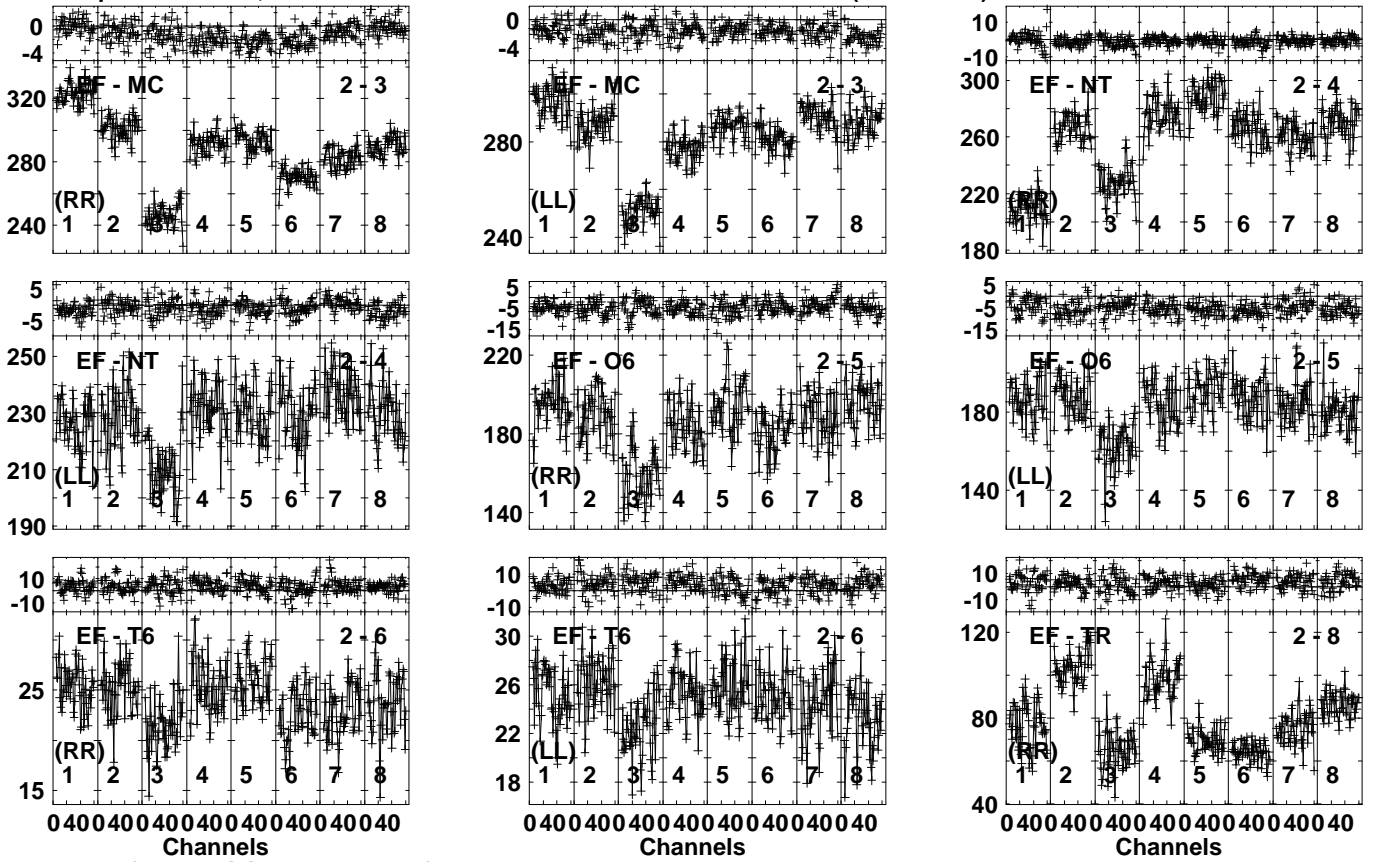 0
-4
EF - MC 2 - 3
320
280
240
(RR)
1 2 3 4 5 6 7 8
0
-4
EF - MC 2 - 3
280
240
(LL)
1 2 3 4 5 6 7 8
10
-10
EF - NT 2 - 4
300
260
220
180
(RR)
1 2 3 4 5 6 7 8
5
-5
EF - NT 2 - 4
250
230
210
190
(LL)
1 2 3 4 5 6 7 8
5
-5
-15
EF - O6 2 - 5
220
180
140
(RR)
1 2 3 4 5 6 7 8
5
-5
-15
EF - O6 2 - 5
180
140
(LL)
1 2 3 4 5 6 7 8
10
-10
EF - T6 2 - 6
25
15
(RR)
1 2 3 4 5 6 7 8
0 40 0 40 0 40 0 40 0 40 0 40 0 40 0 40
Channels
10
-10
EF - T6 2 - 6
30
26
22
18
(LL)
1 2 3 4 5 6 7 8
0 40 0 40 0 40 0 40 0 40 0 40 0 40 0 40
Channels
10
-10
EF - TR 2 - 8
120
80
40
(RR)
1 2 3 4 5 6 7 8
0 40 0 40 0 40 0 40 0 40 0 40 0 40 0 40
Channels